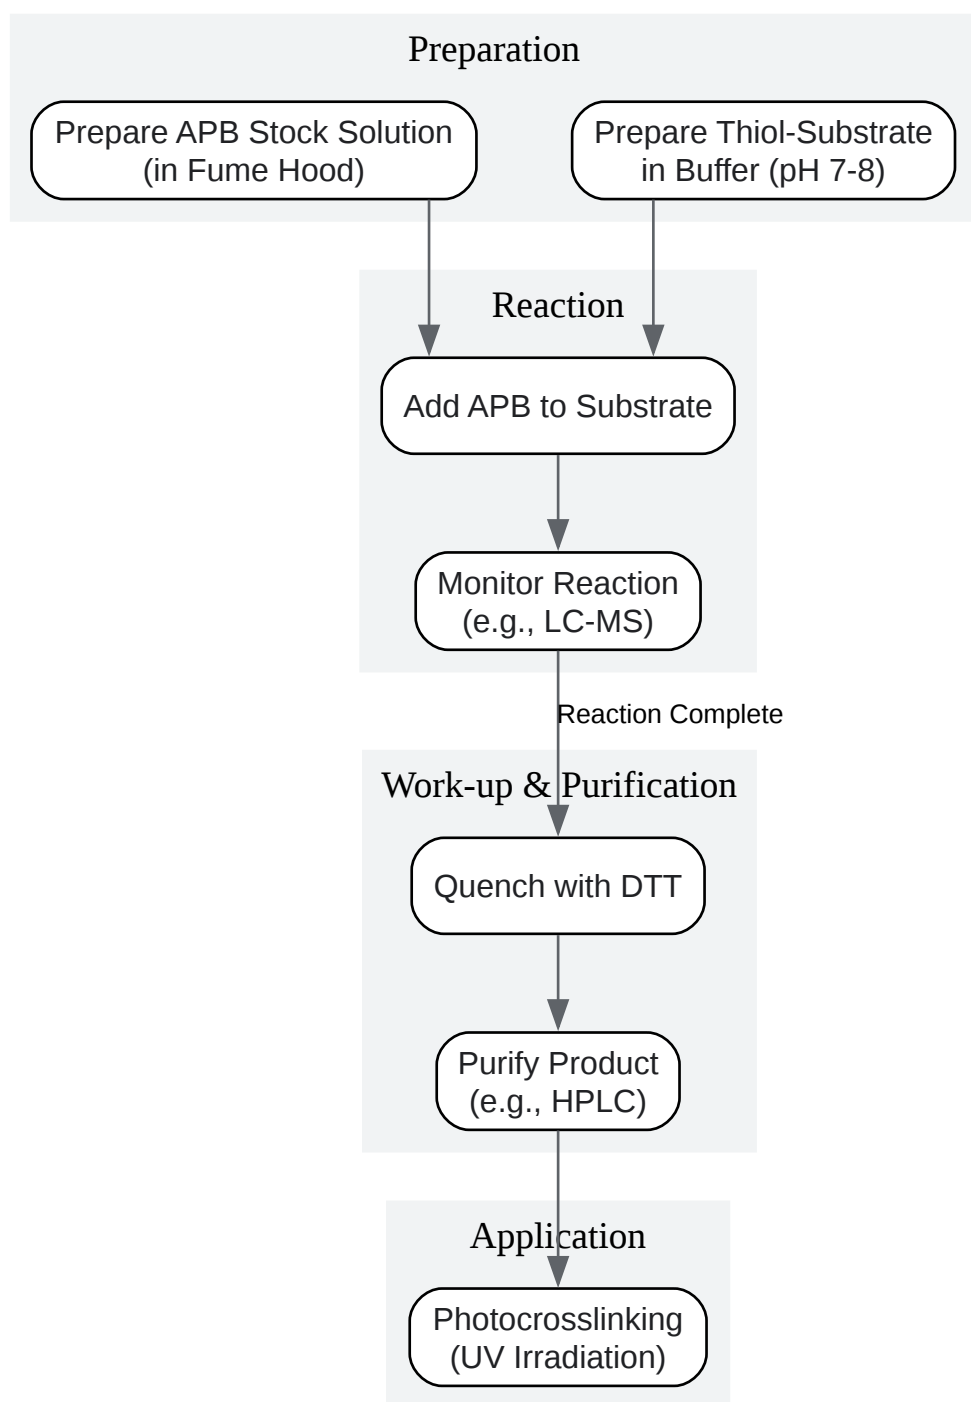 Preparation
Prepare APB Stock Solution
(in Fume Hood)
Prepare Thiol-Substrate
in Buffer (pH 7-8)
Reaction
Add APB to Substrate
Monitor Reaction
(e.g., LC-MS)
Reaction Complete
Work-up & Purification
Quench with DTT
Purify Product
(e.g., HPLC)
Application
Photocrosslinking
(UV Irradiation)